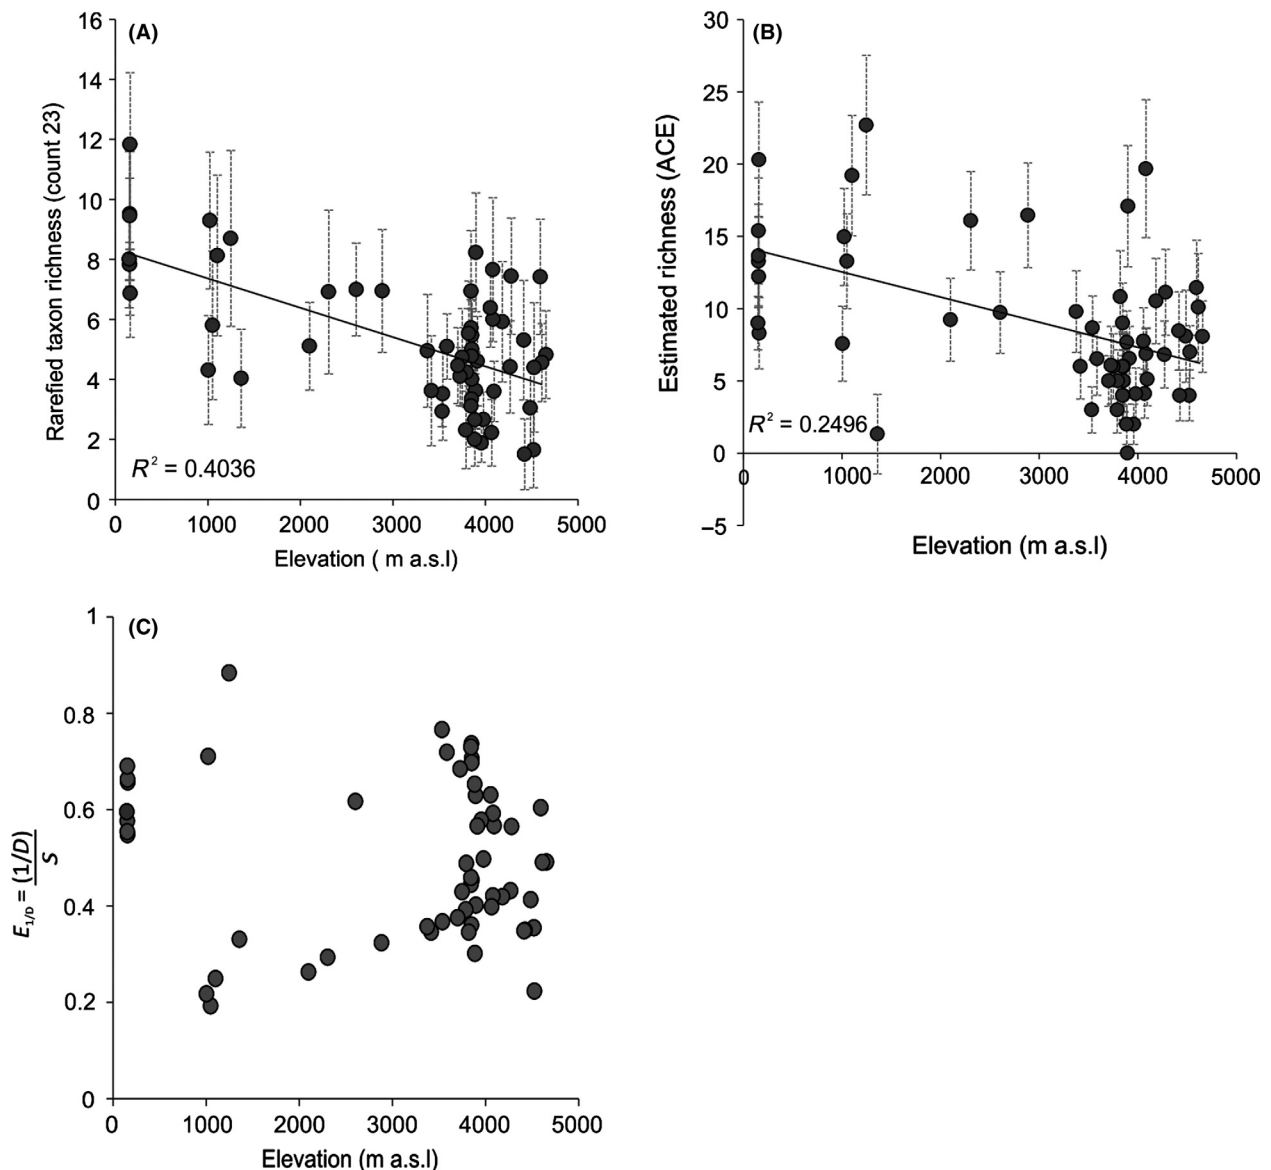 (A)
16
14
12
10
8
6
4
2
0
Rarefied taxon richness (count 23)
R² = 0.4036
0 1000 2000 3000 4000 5000
Elevation ( m a.s.l)
(B)
30
25
20
15
10
5
0
–5
Estimated richness (ACE)
R² = 0.2496
0 1000 2000 3000 4000 5000
Elevation (m a.s.l)
(C)
1
0.8
0.6
0.4
0.2
0
E1/D = (1/D)
S
0 1000 2000 3000 4000 5000
Elevation (m a.s.l)